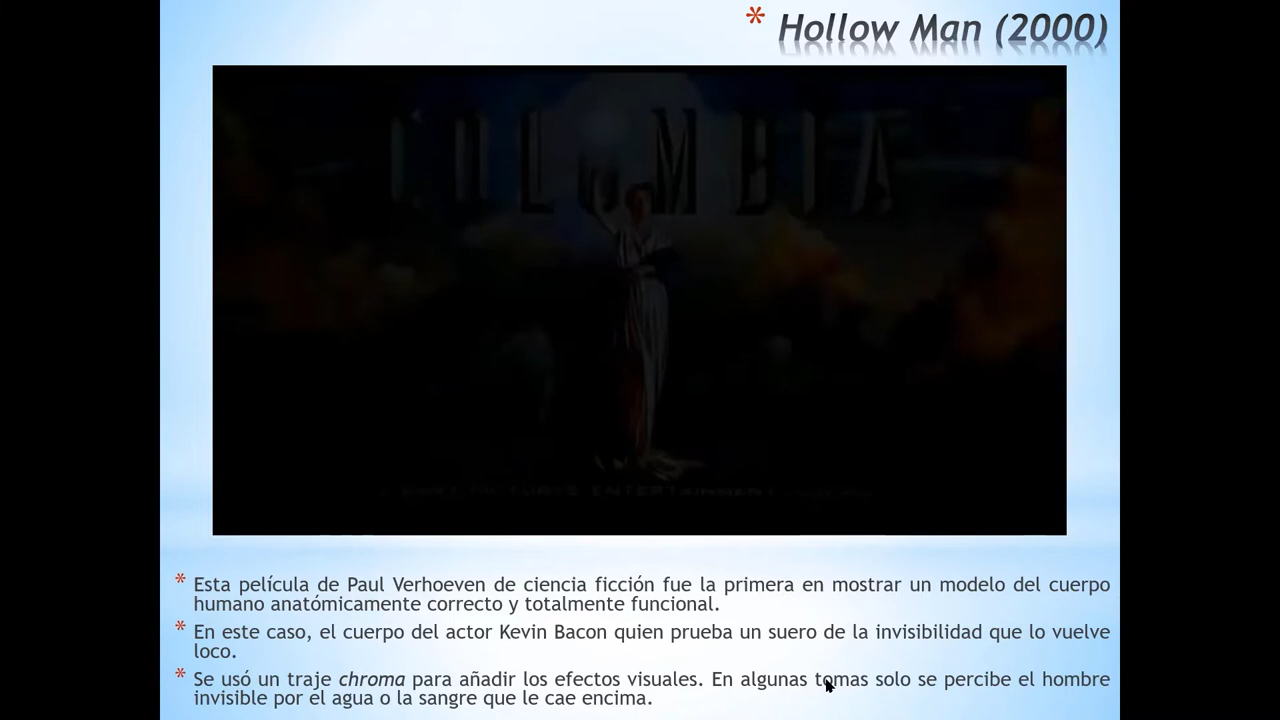 * Hollow Man (2000)
COLUMBIA
* Esta película de Paul Verhoeven de ciencia ficción fue la primera en mostrar un modelo del cuerpo
humano anatómicamente correcto y totalmente funcional.
* En este caso, el cuerpo del actor Kevin Bacon quien prueba un suero de la invisibilidad que lo vuelve
loco.
* Se usó un traje chroma para añadir los efectos visuales. En algunas tomas solo se percibe el hombre
invisible por el agua o la sangre que le cae encima.